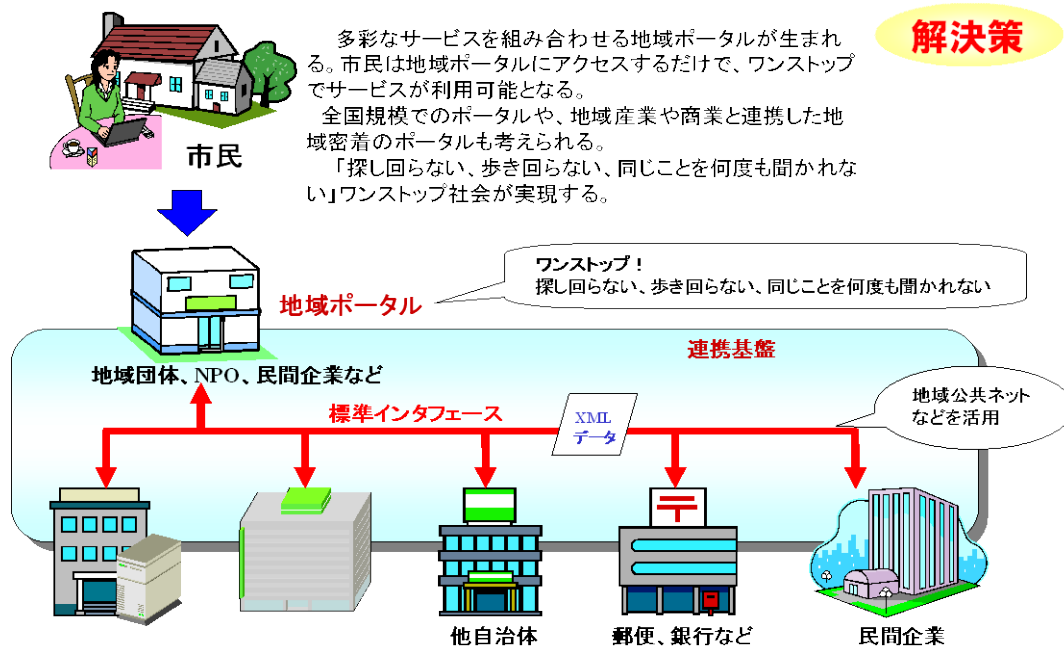 解決策
　多彩なサービスを組み合わせる地域ポータルが生まれ
る。市民は地域ポータルにアクセスするだけで、ワンストップ
でサービスが利用可能となる。
　全国規模でのポータルや、地域産業や商業と連携した地
域密着のポータルも考えられる。
　「探し回らない、歩き回らない、同じことを何度も聞かれな
い」ワンストップ社会が実現する。
市民
ワンストップ！
探し回らない、歩き回らない、同じことを何度も聞かれない
地域ポータル
連携基盤
地域団体、NPO、民間企業など
標準インタフェース
XML
データ
地域公共ネット
などを活用
〒
他自治体
郵便、銀行など
民間企業